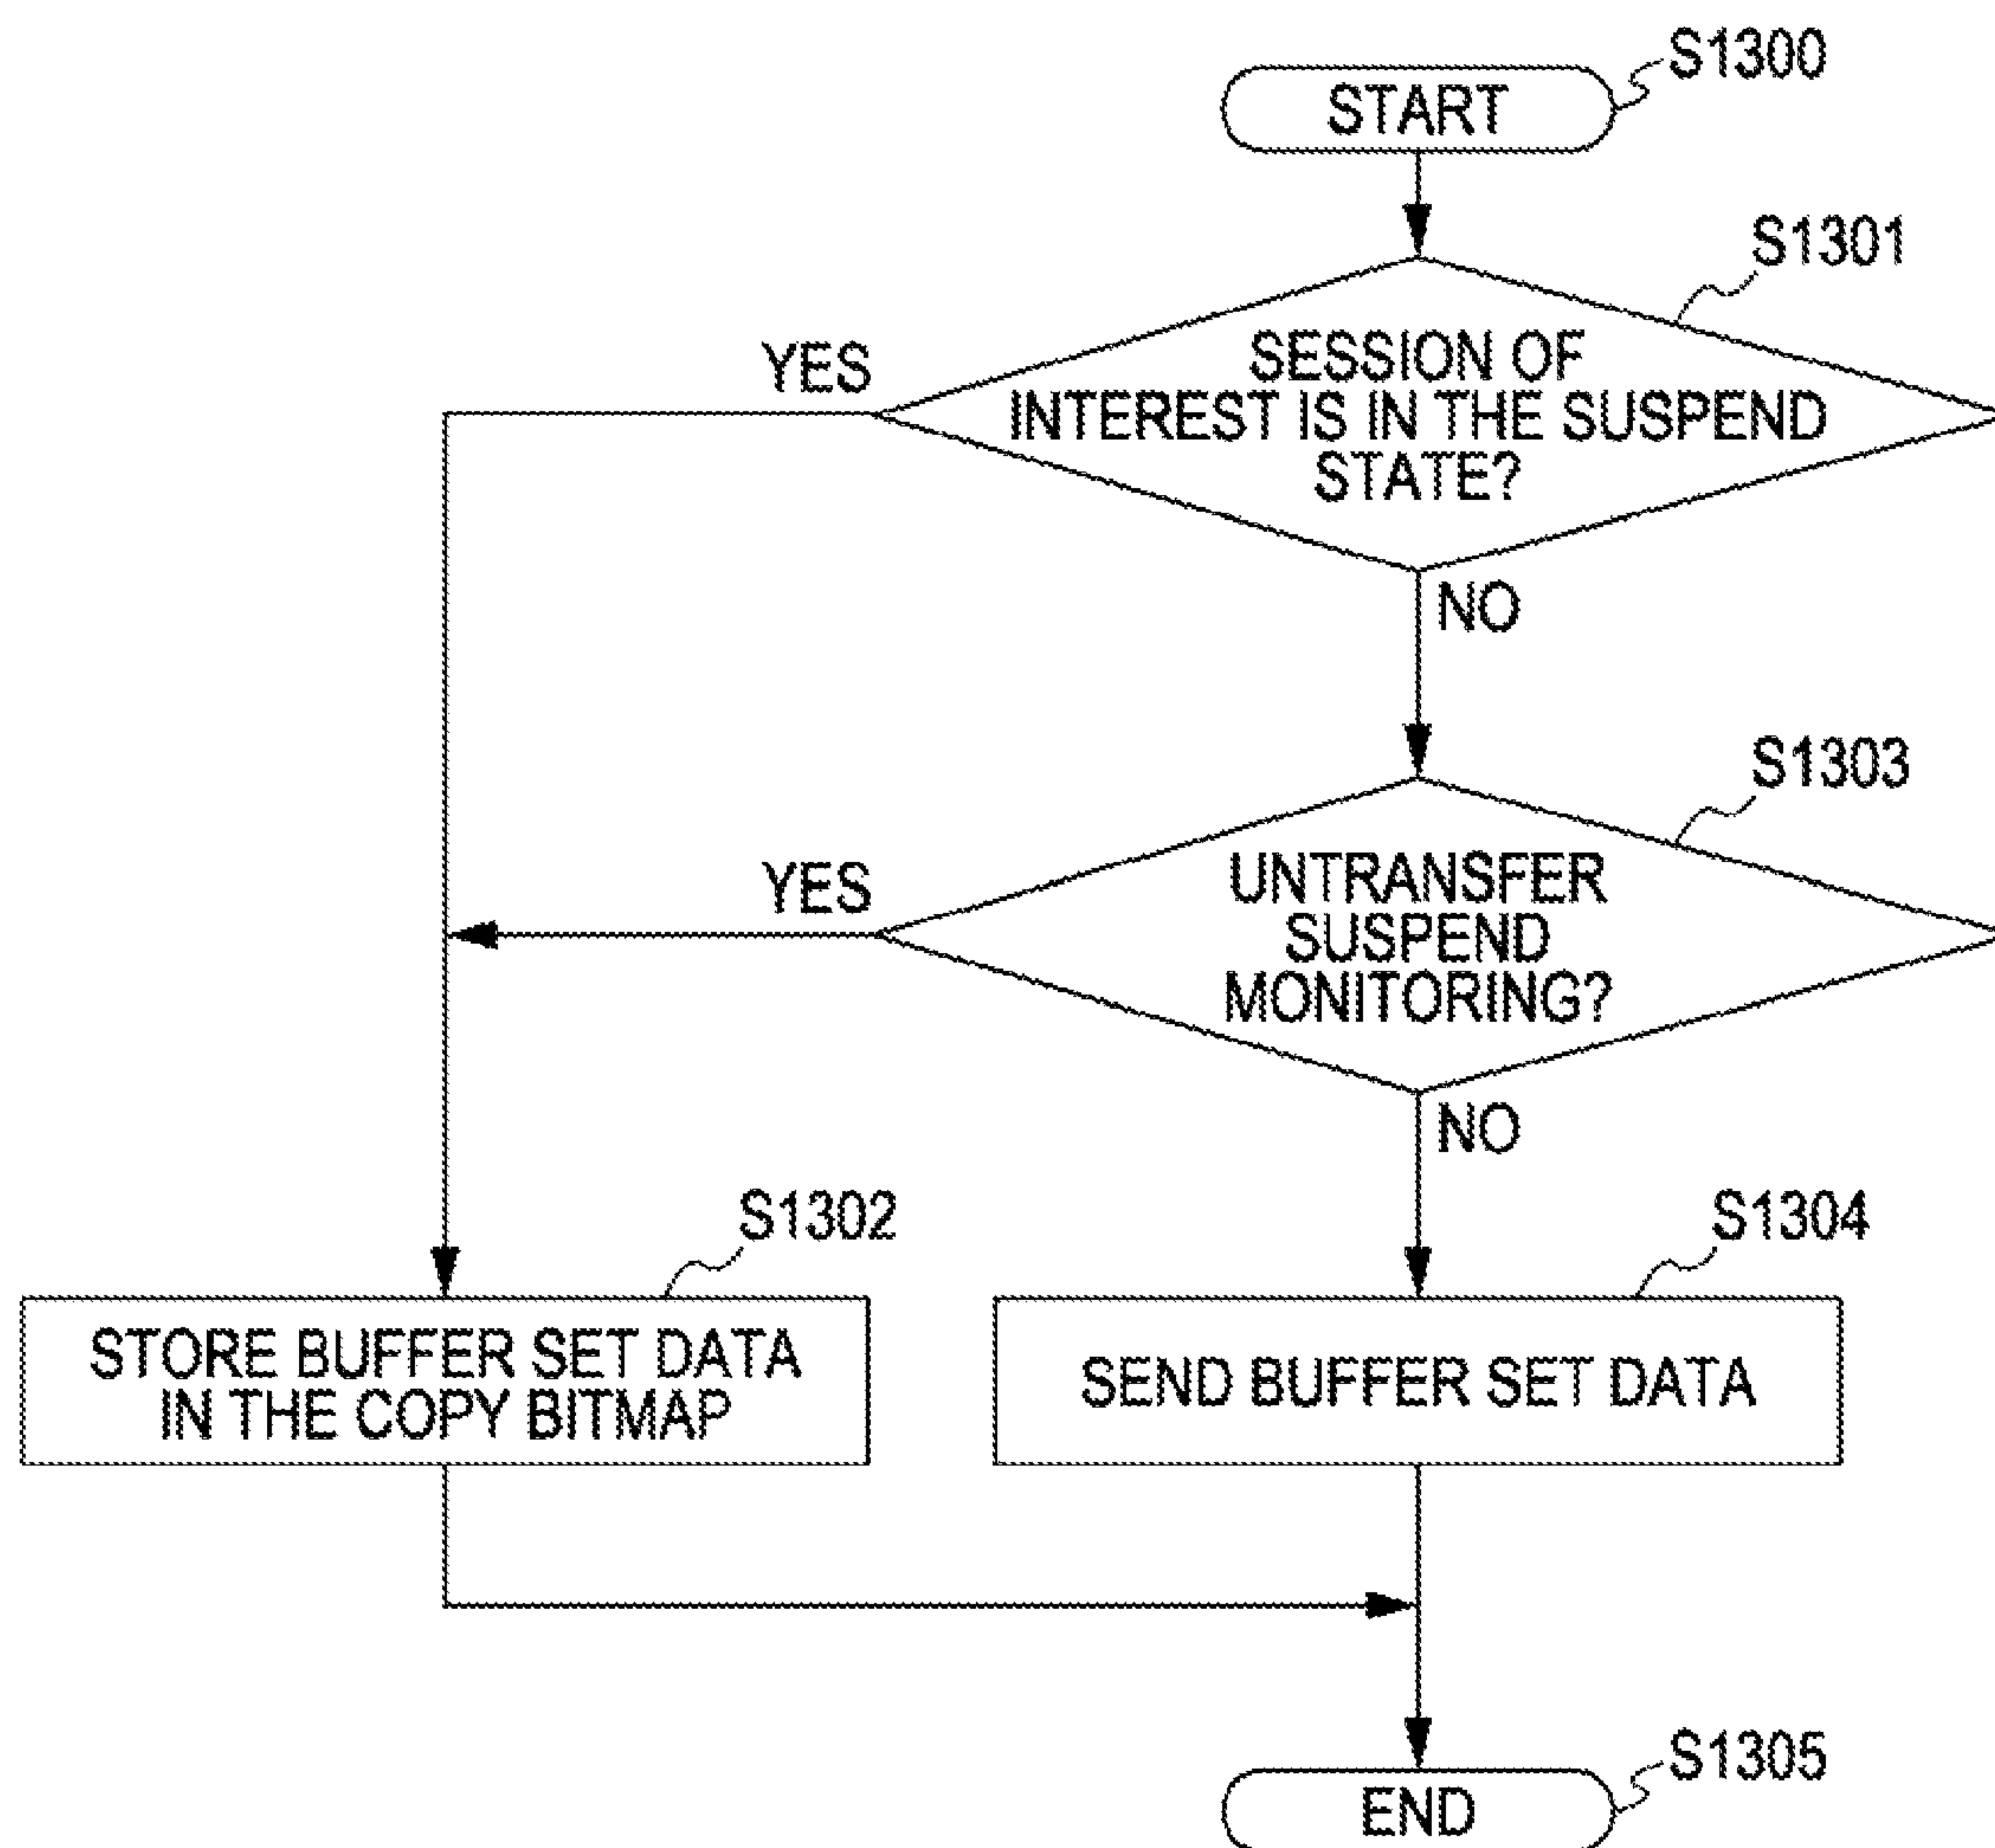 S1300
START
S1301
YES
SESSION OF
INTEREST IS IN THE SUSPEND
STATE?
NO
S1303
YES
UNTRANSFER
SUSPEND
MONITORING?
NO
S1302
S1304
STORE BUFFER SET DATA
IN THE COPY BITMAP
SEND BUFFER SET DATA
S1305
END